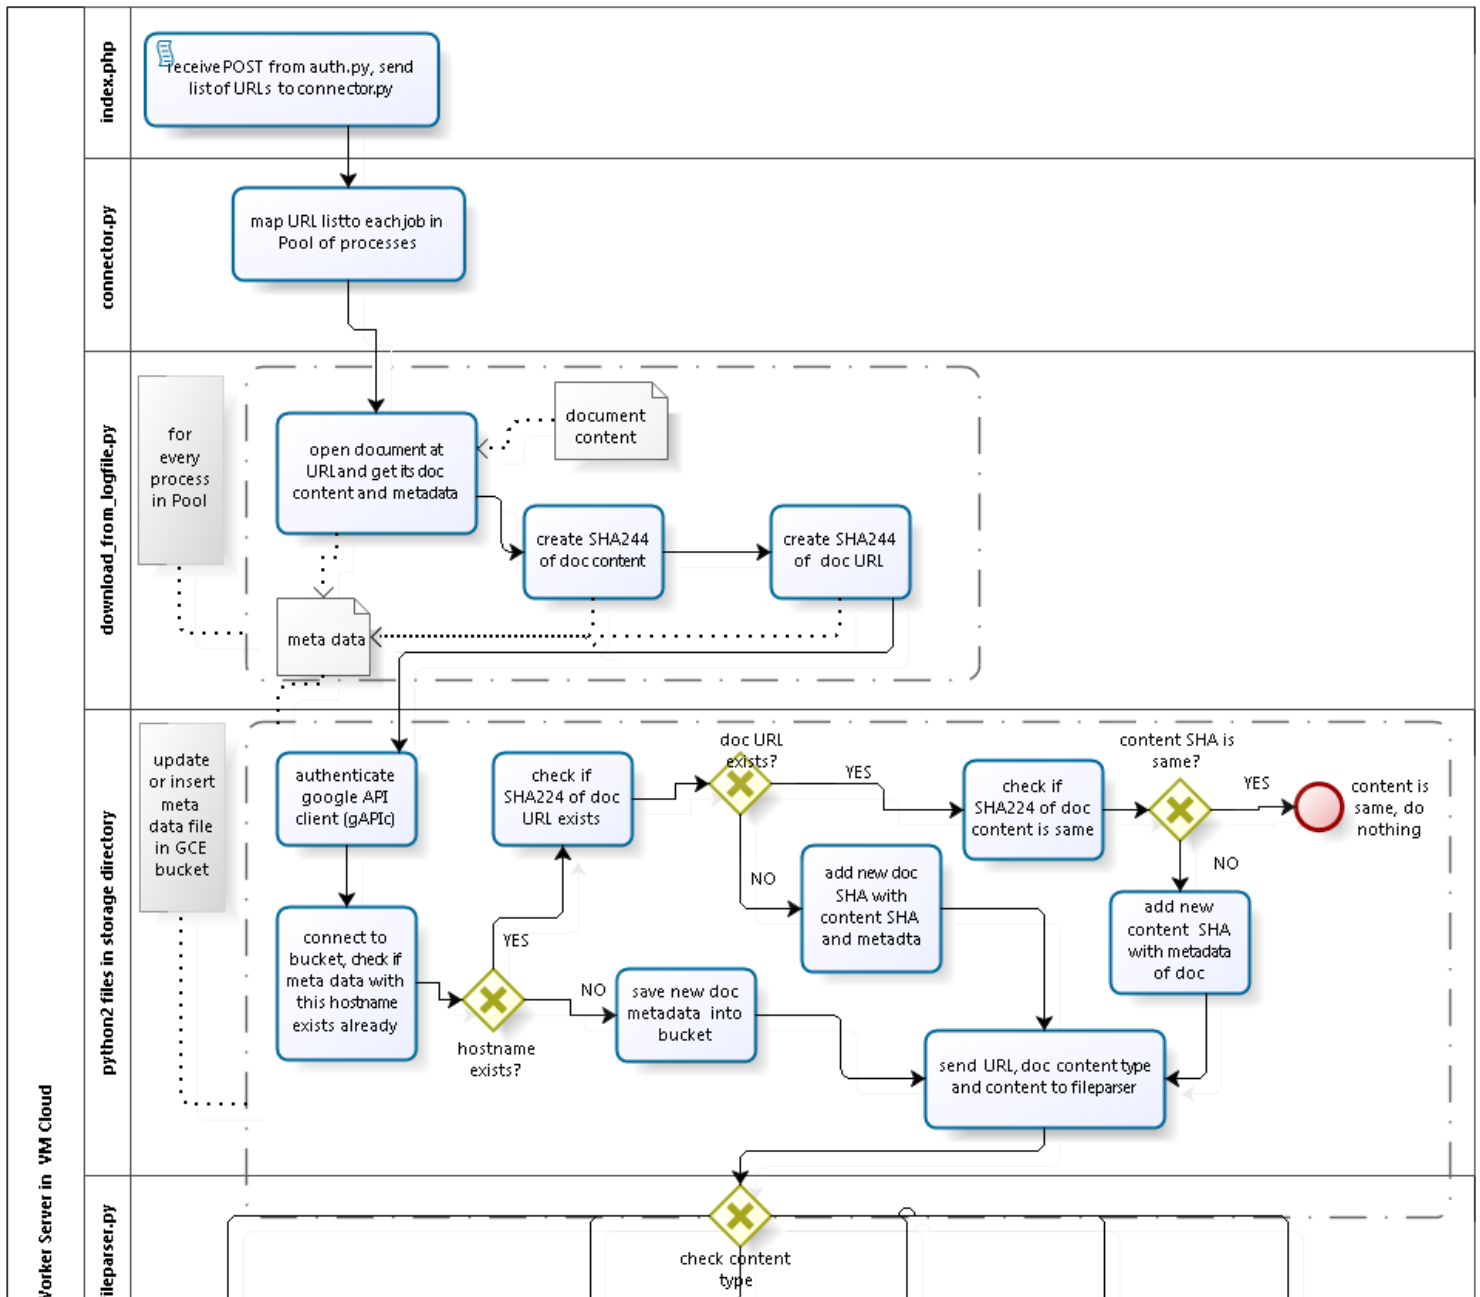 index.php
receive POST from auth.py, send
list of URLs to connector.py
connector.py
map URL list to each job in
Pool of processes
download_from_logfile.py
for
every
process
in Pool
open document at
URL and get its doc
content and metadata
document
content
create SHA244
of doc content
create SHA244
of doc URL
meta data
python2 files in storage directory
update
or insert
meta
data file
in GCE
bucket
authenticate
google API
client (gAPIc)
connect to
bucket, check if
meta data with
this hostname
exists already
hostname
exists?
YES
NO
check if
SHA224 of doc
URL exists
save new doc
metadata into
bucket
doc URL
exists?
YES
NO
add new doc
SHA with
content SHA
and metadta
check if
SHA224 of doc
content is same
content SHA is
same?
YES
NO
content is
same, do
nothing
add new
content SHA
with metadata
of doc
send URL, doc content type
and content to fileparser
Worker Server in VM Cloud
fileparser.py
check content
type